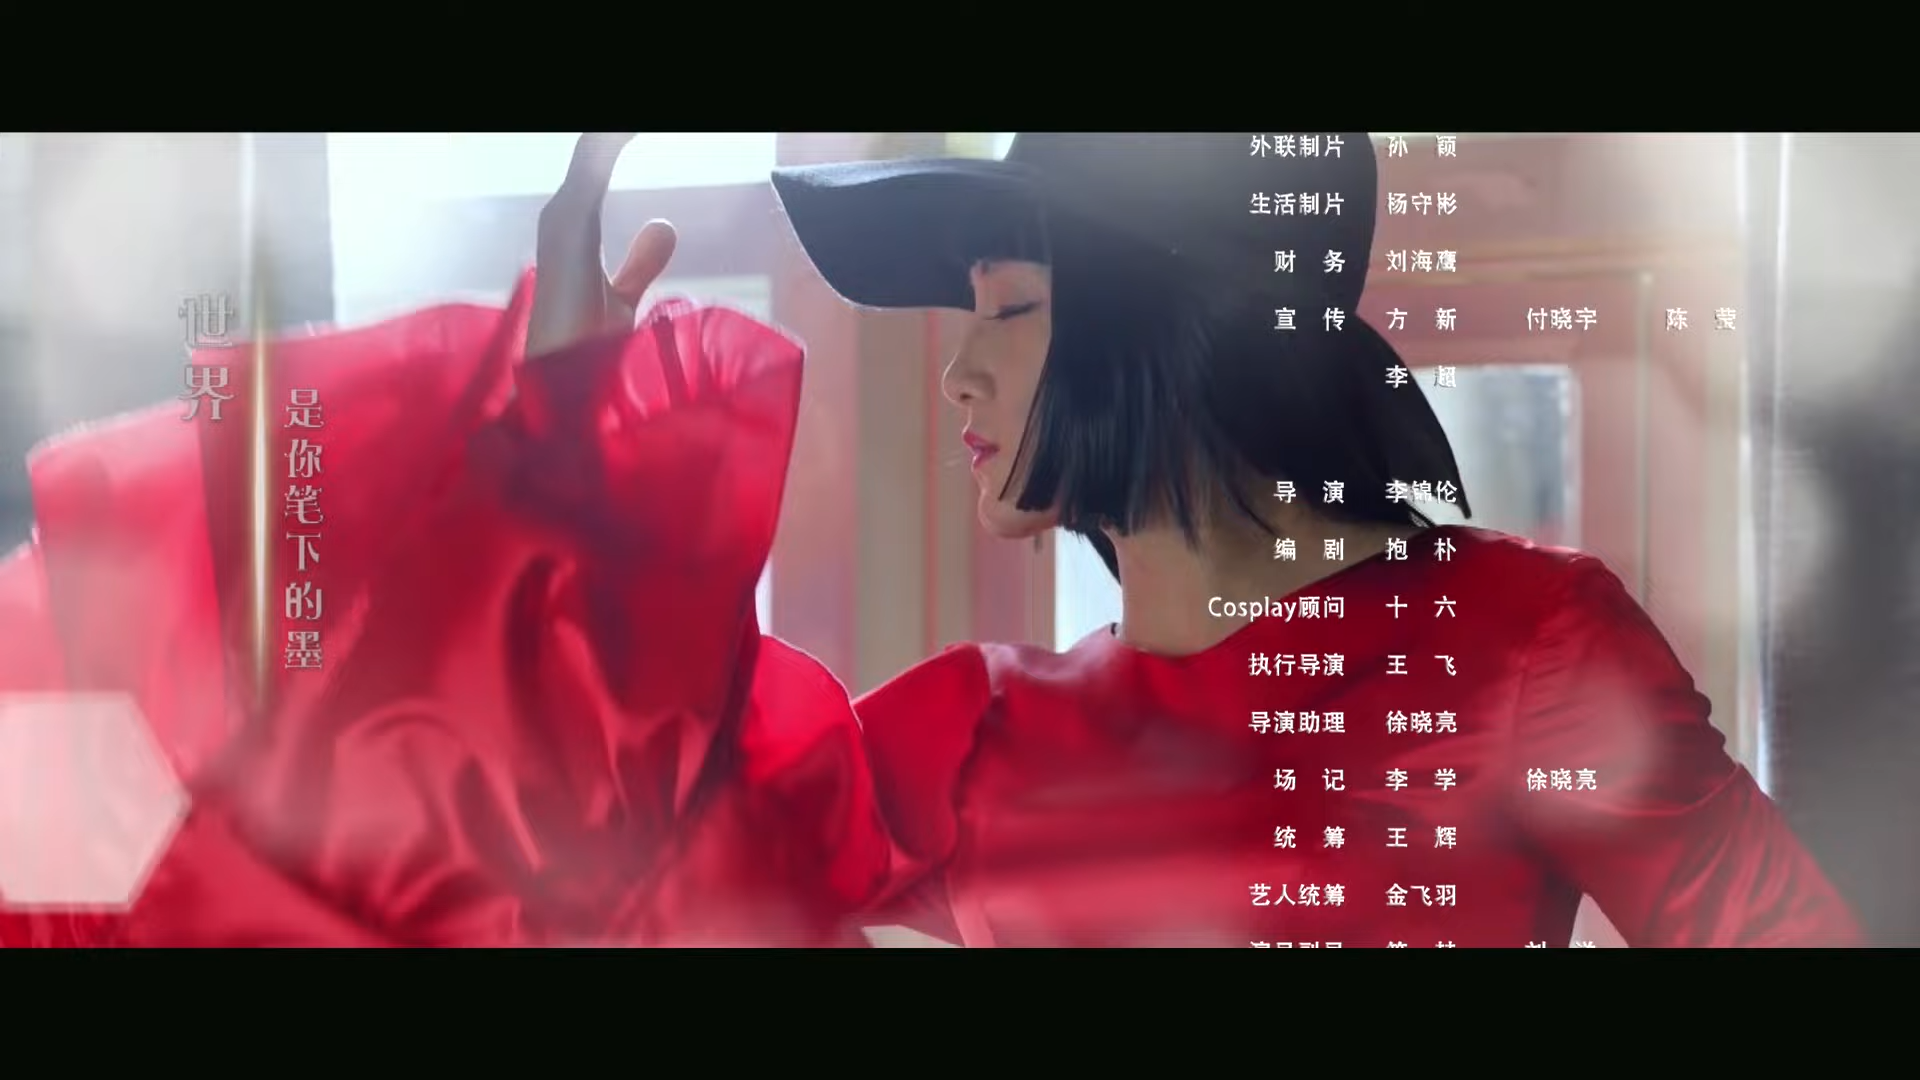 世界
是你笔下的墨
外联制片 孙 颖
生活制片 杨守彬
财 务 刘海鹰
宣 传 方 新 付晓宇 陈 莹
李 超
导 演 李锦伦
编 剧 抱 朴
Cosplay顾问 十 六
执行导演 王 飞
导演助理 徐晓亮
场 记 李 学 徐晓亮
统 筹 王 辉
艺人统筹 金飞羽